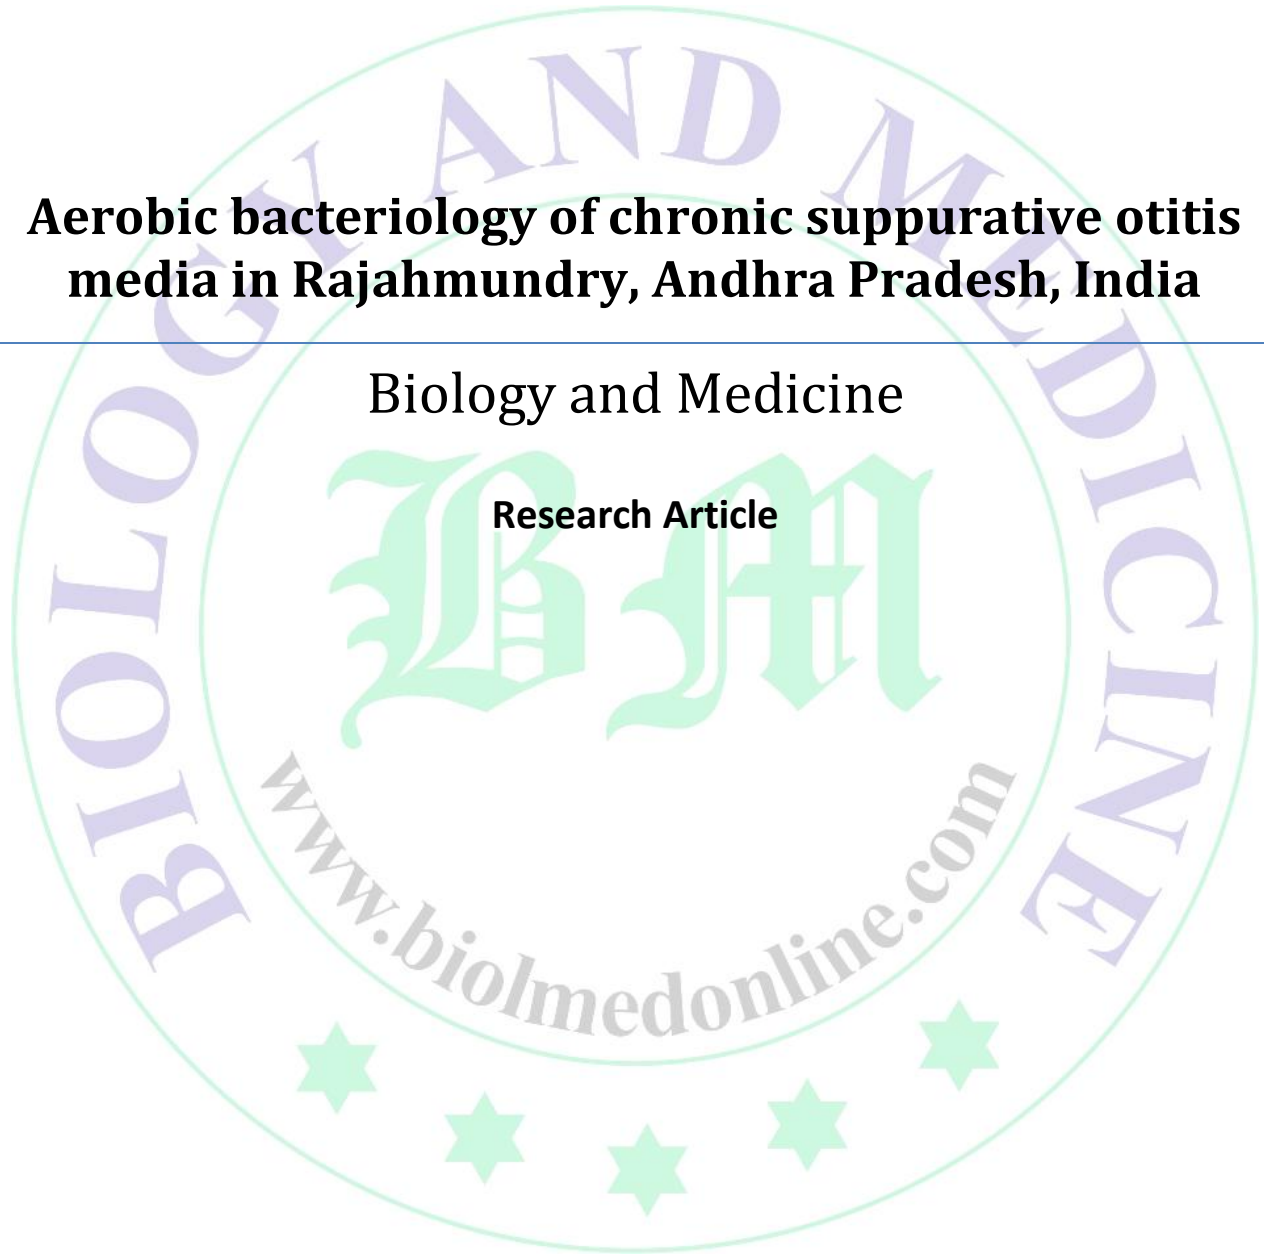 Aerobic bacteriology of chronic suppurative otitis
media in Rajahmundry, Andhra Pradesh, India
Biology and Medicine
Research Article
BIOLOGY AND MEDICINE
BM
www.biolmedonline.com